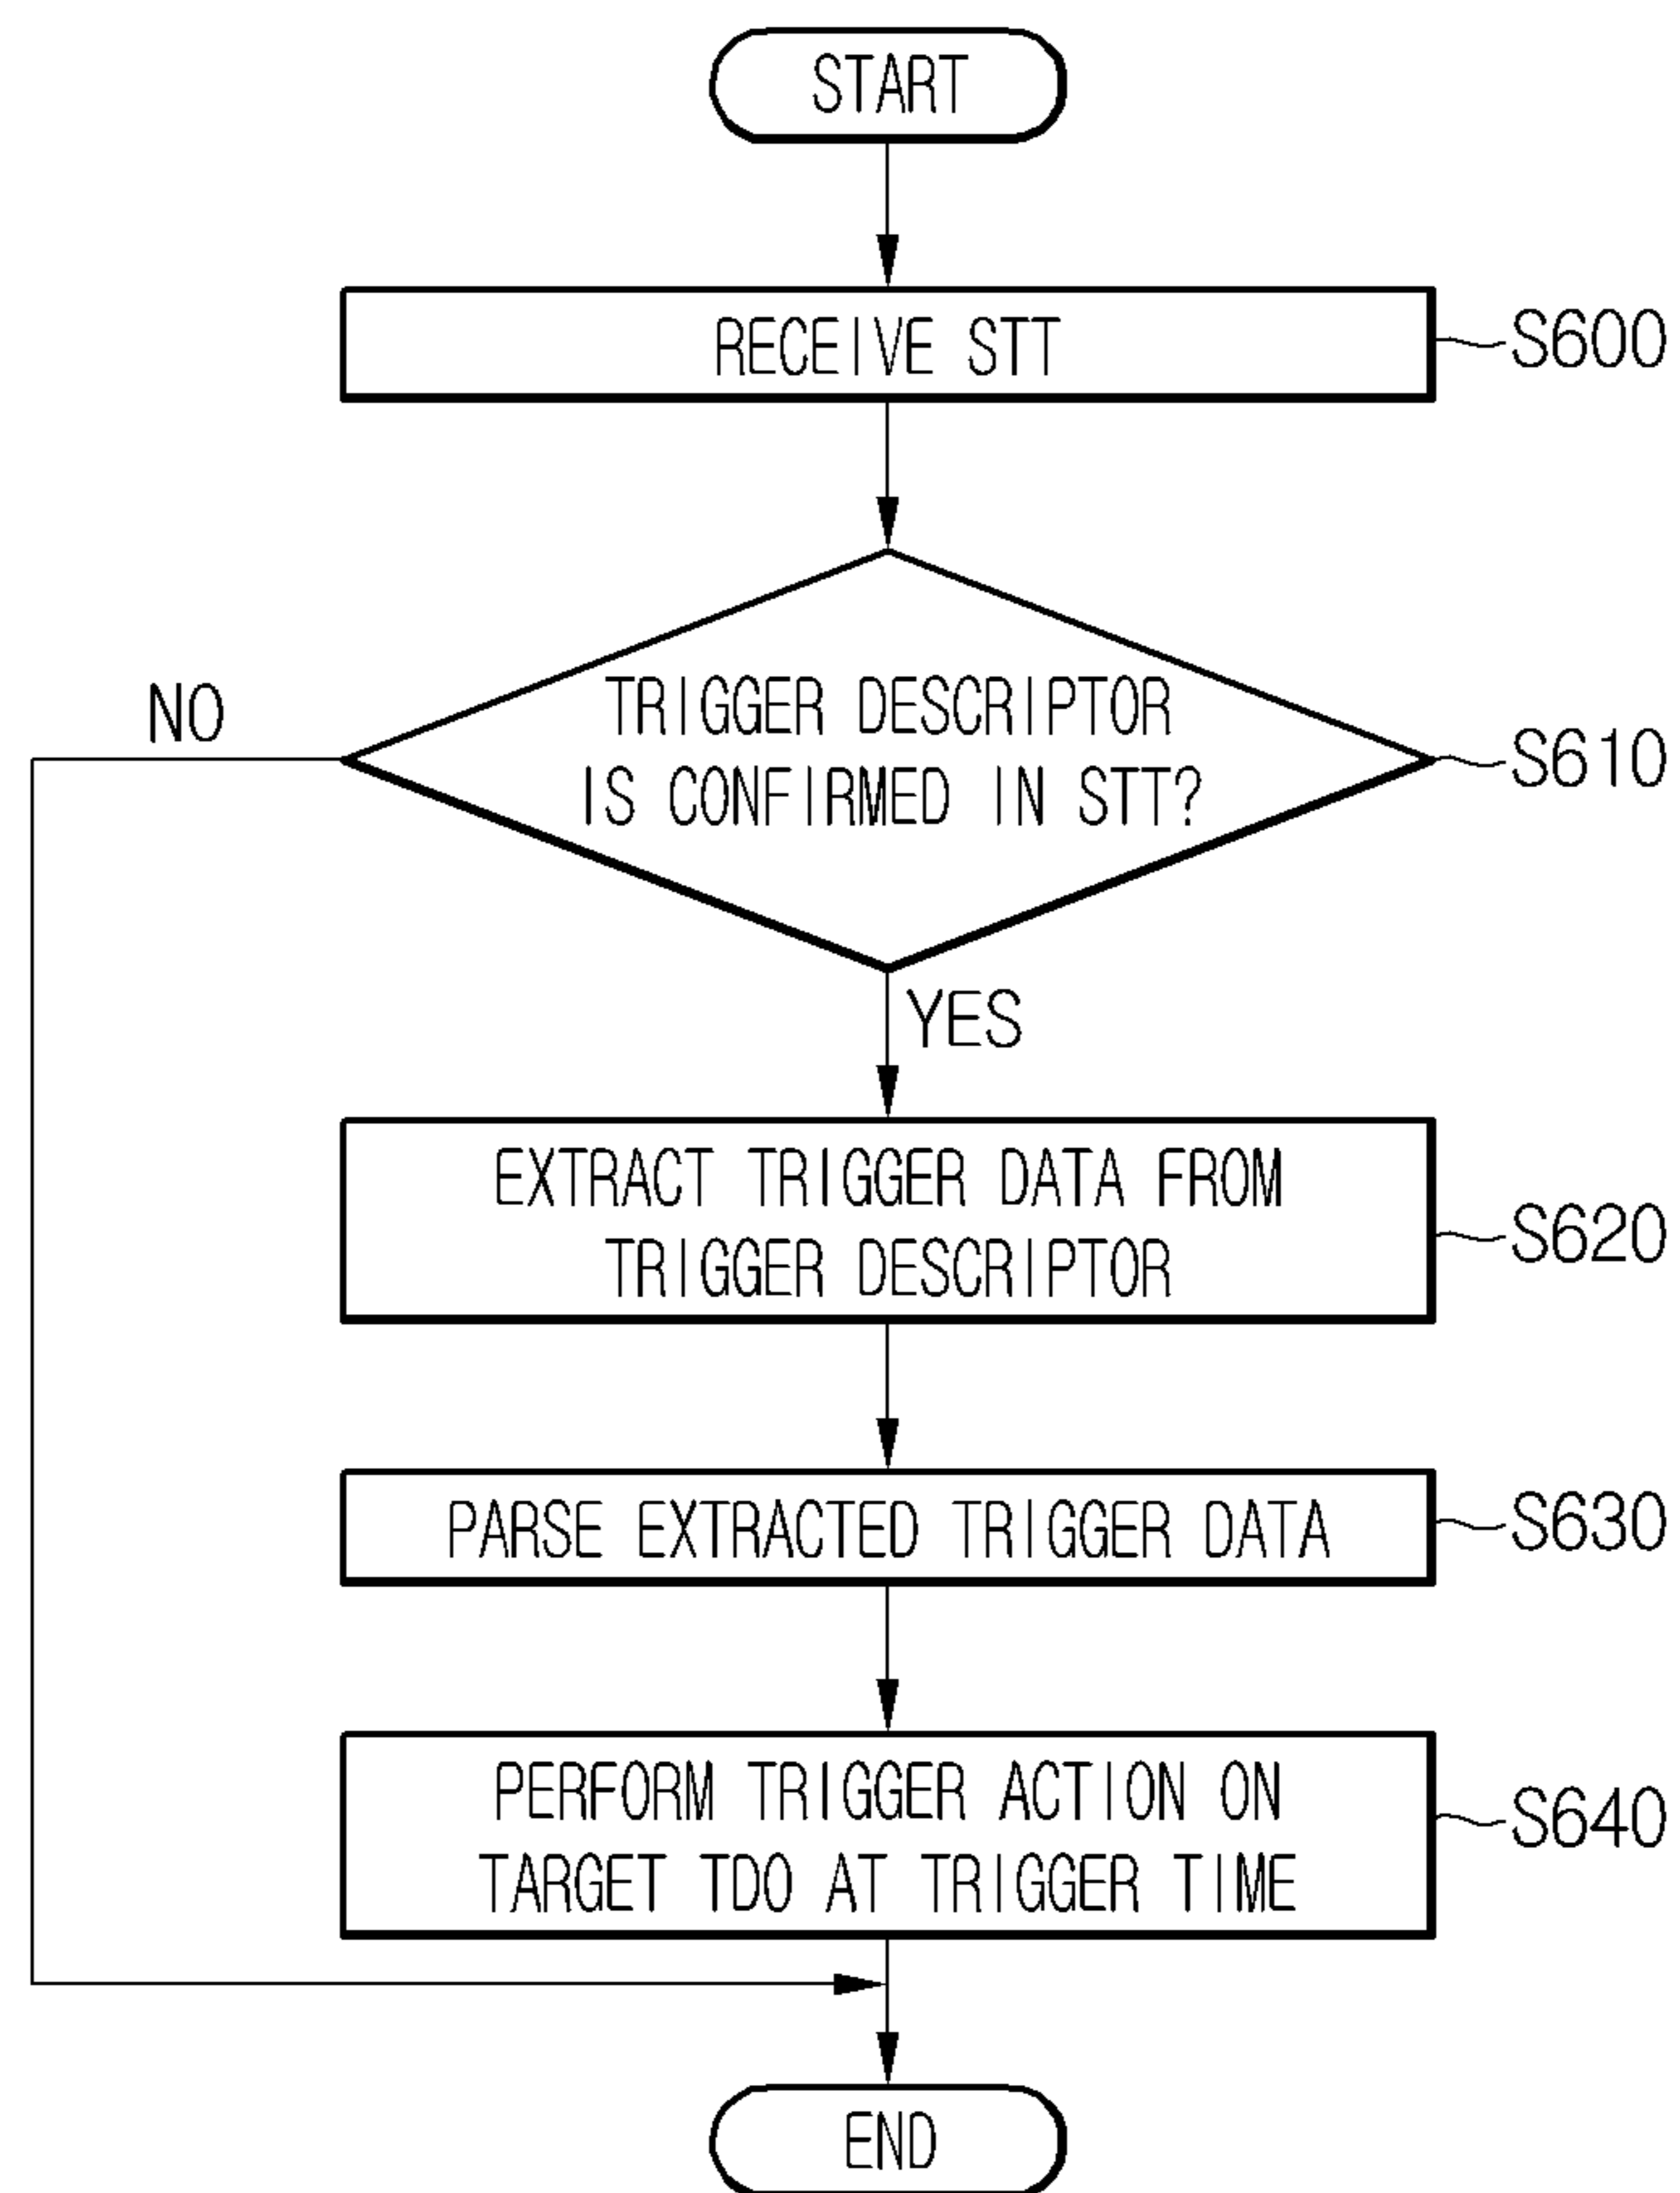 START
RECEIVE STT
S600
NO
TRIGGER DESCRIPTOR
IS CONFIRMED IN STT?
S610
YES
EXTRACT TRIGGER DATA FROM
TRIGGER DESCRIPTOR
S620
PARSE EXTRACTED TRIGGER DATA
S630
PERFORM TRIGGER ACTION ON
TARGET TDO AT TRIGGER TIME
S640
END